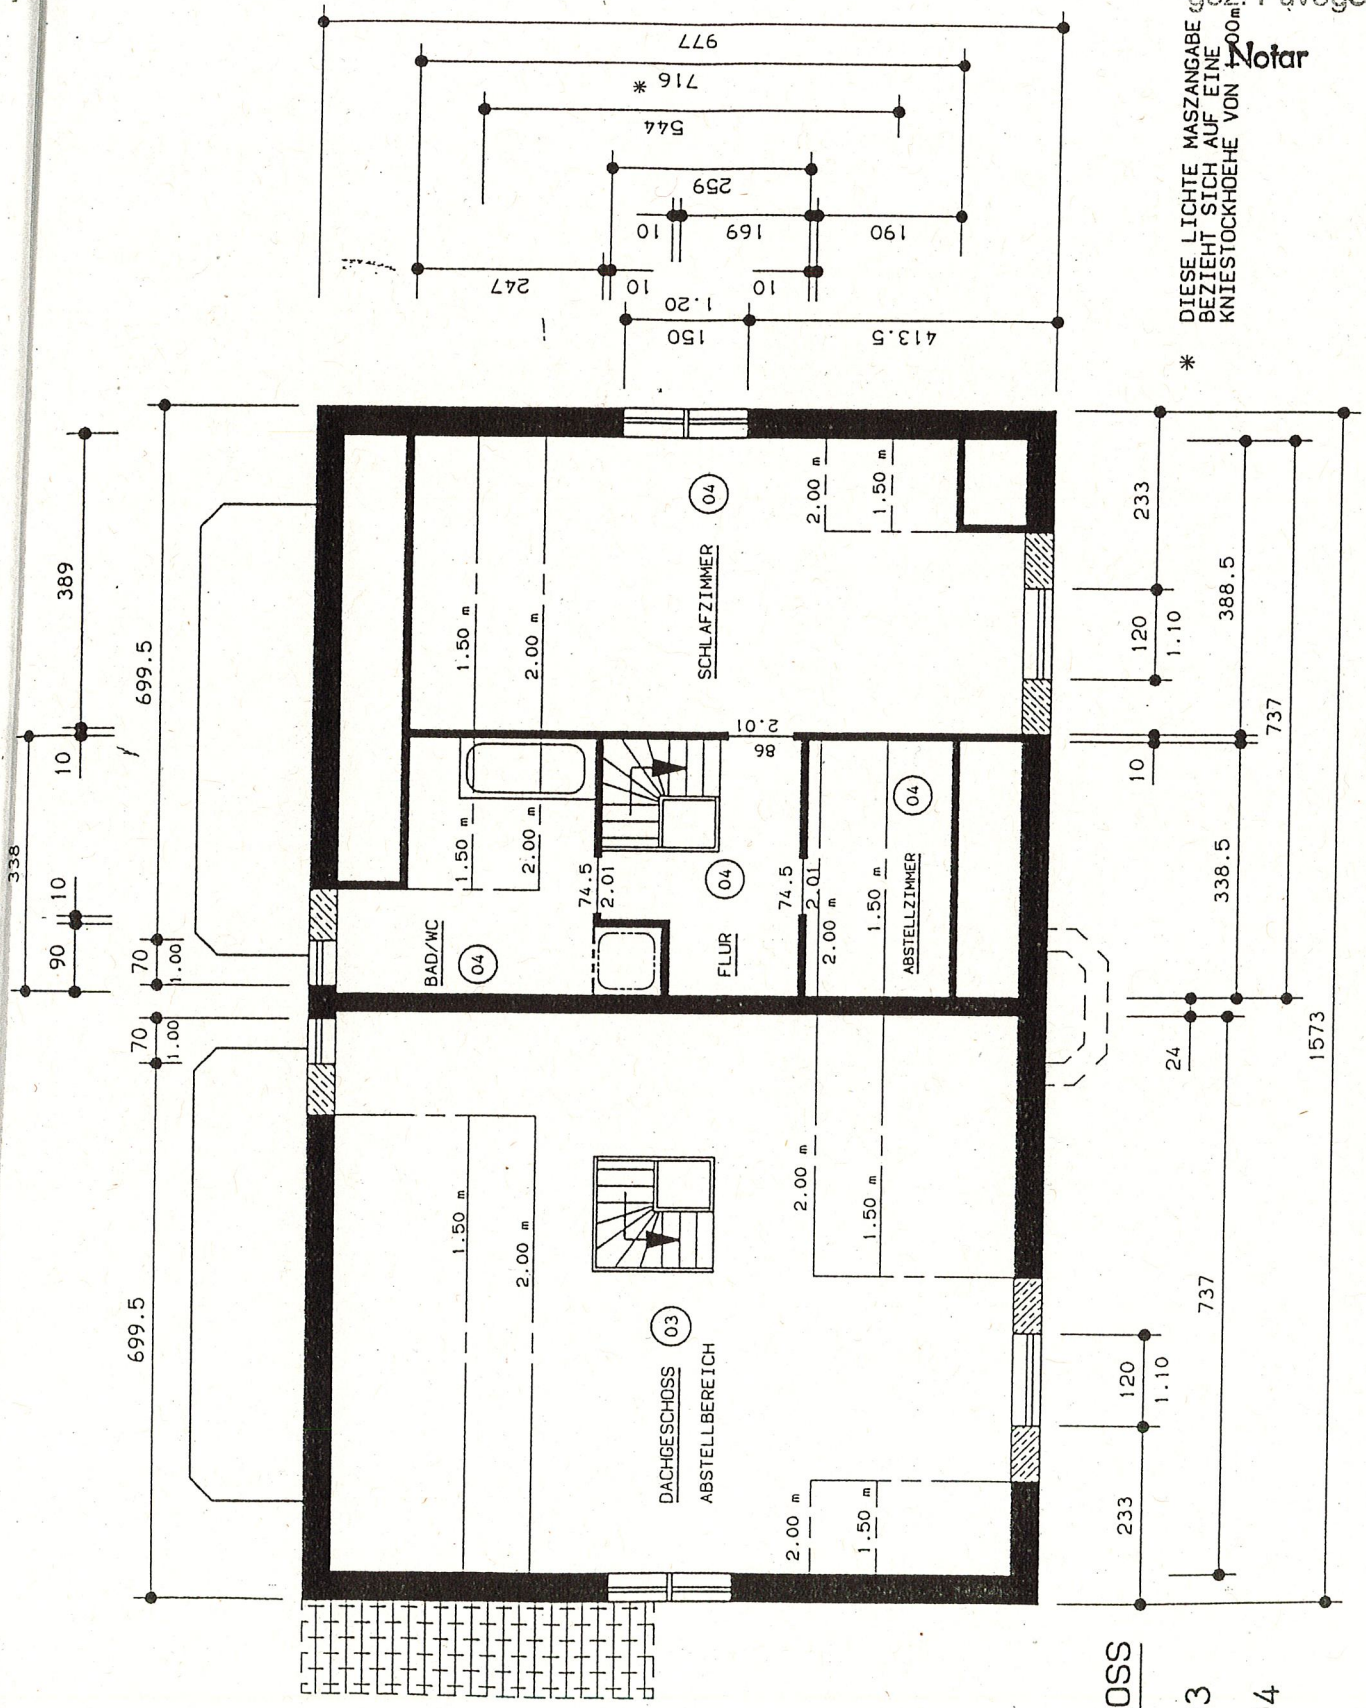 977
716 *
544
259
10
169
190
247
10
1.20
10
150
413.5
Notar
* DIESE LICHTE MASZANGABE
BEZIEHT SICH AUF EINE
KNIESTOCKHOEHE VON
389
10
338
10
90
699.5
70
1.00
70
1.00
699.5
1.50 m
2.00 m
SCHLAFZIMMER
04
2.00 m
1.50 m
86
2.01
1.50 m
2.00 m
BAD/WC
04
74.5
2.01
FLUR
04
74.5
2.01
2.00 m
1.50 m
ABSTELLZIMMER
04
1.50 m
2.00 m
DACHGESCHOSS
ABSTELLBEREICH
03
2.00 m
1.50 m
2.00 m
1.50 m
233
120
1.10
10
388.5
737
338.5
24
1573
737
120
1.10
233
OSS
3
4